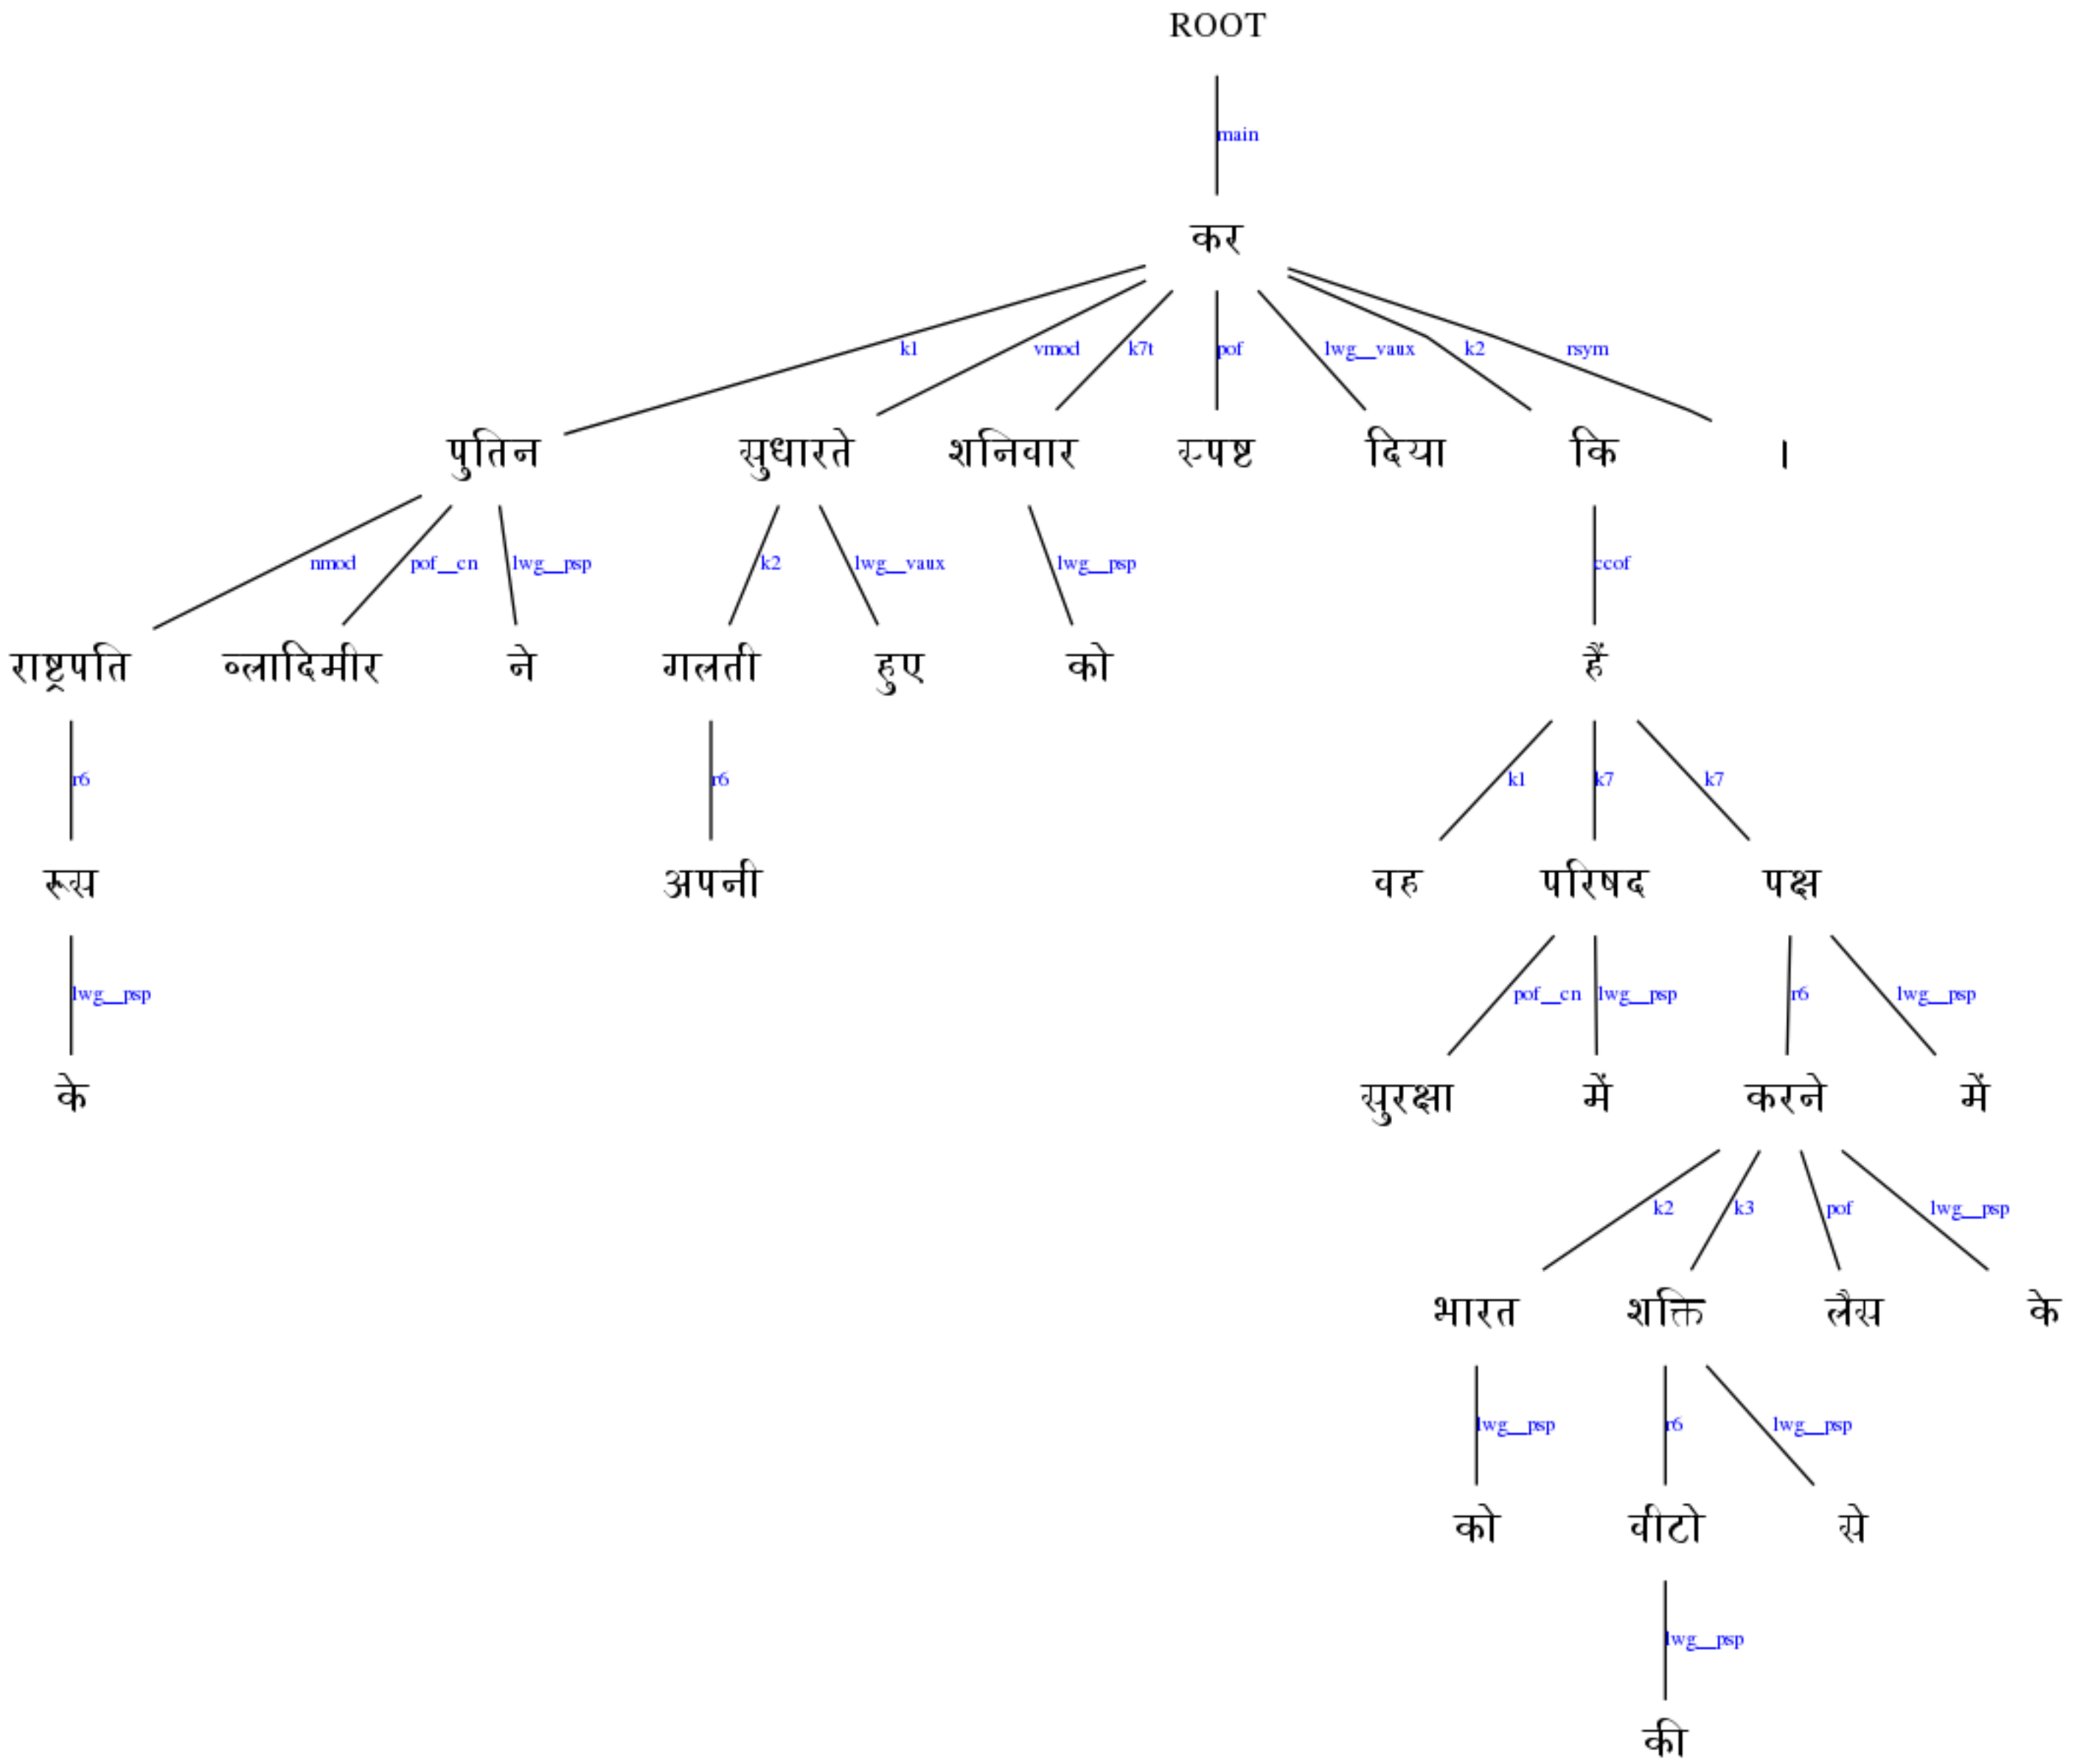 ROOT
main
कर
k1 vmod k7t pof lwg__vaux k2 rsym
पुतिन सुधारते शनिवार स्पष्ट दिया कि ।
nmod pof__cn lwg__psp k2 lwg__vaux lwg__psp ccof
राष्ट्रपति व्लादिमीर ने गलती हुए को हैं
r6 r6 k1 k7 k7
रूस अपनी वह परिषद पक्ष
lwg__psp pof__cn lwg__psp r6 lwg__psp
के सुरक्षा में करने में
k2 k3 pof lwg__psp
भारत शक्ति लैस के
lwg__psp r6 lwg__psp
को वीटो से
lwg__psp
की